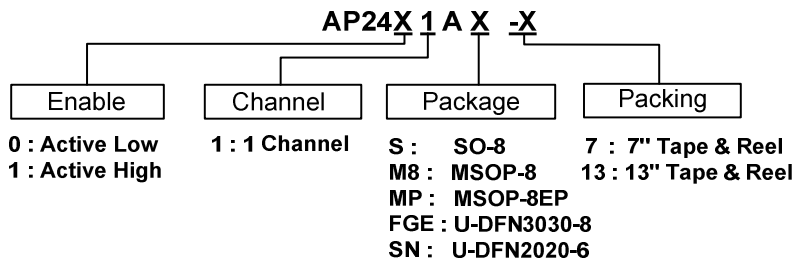 AP24X 1 A X -X
Enable
Channel
Package
Packing
0 : Active Low
1 : Active High
1 : 1 Channel
S : SO-8
M8 : MSOP-8
MP : MSOP-8EP
FGE : U-DFN3030-8
SN : U-DFN2020-6
7 : 7" Tape & Reel
13 : 13" Tape & Reel